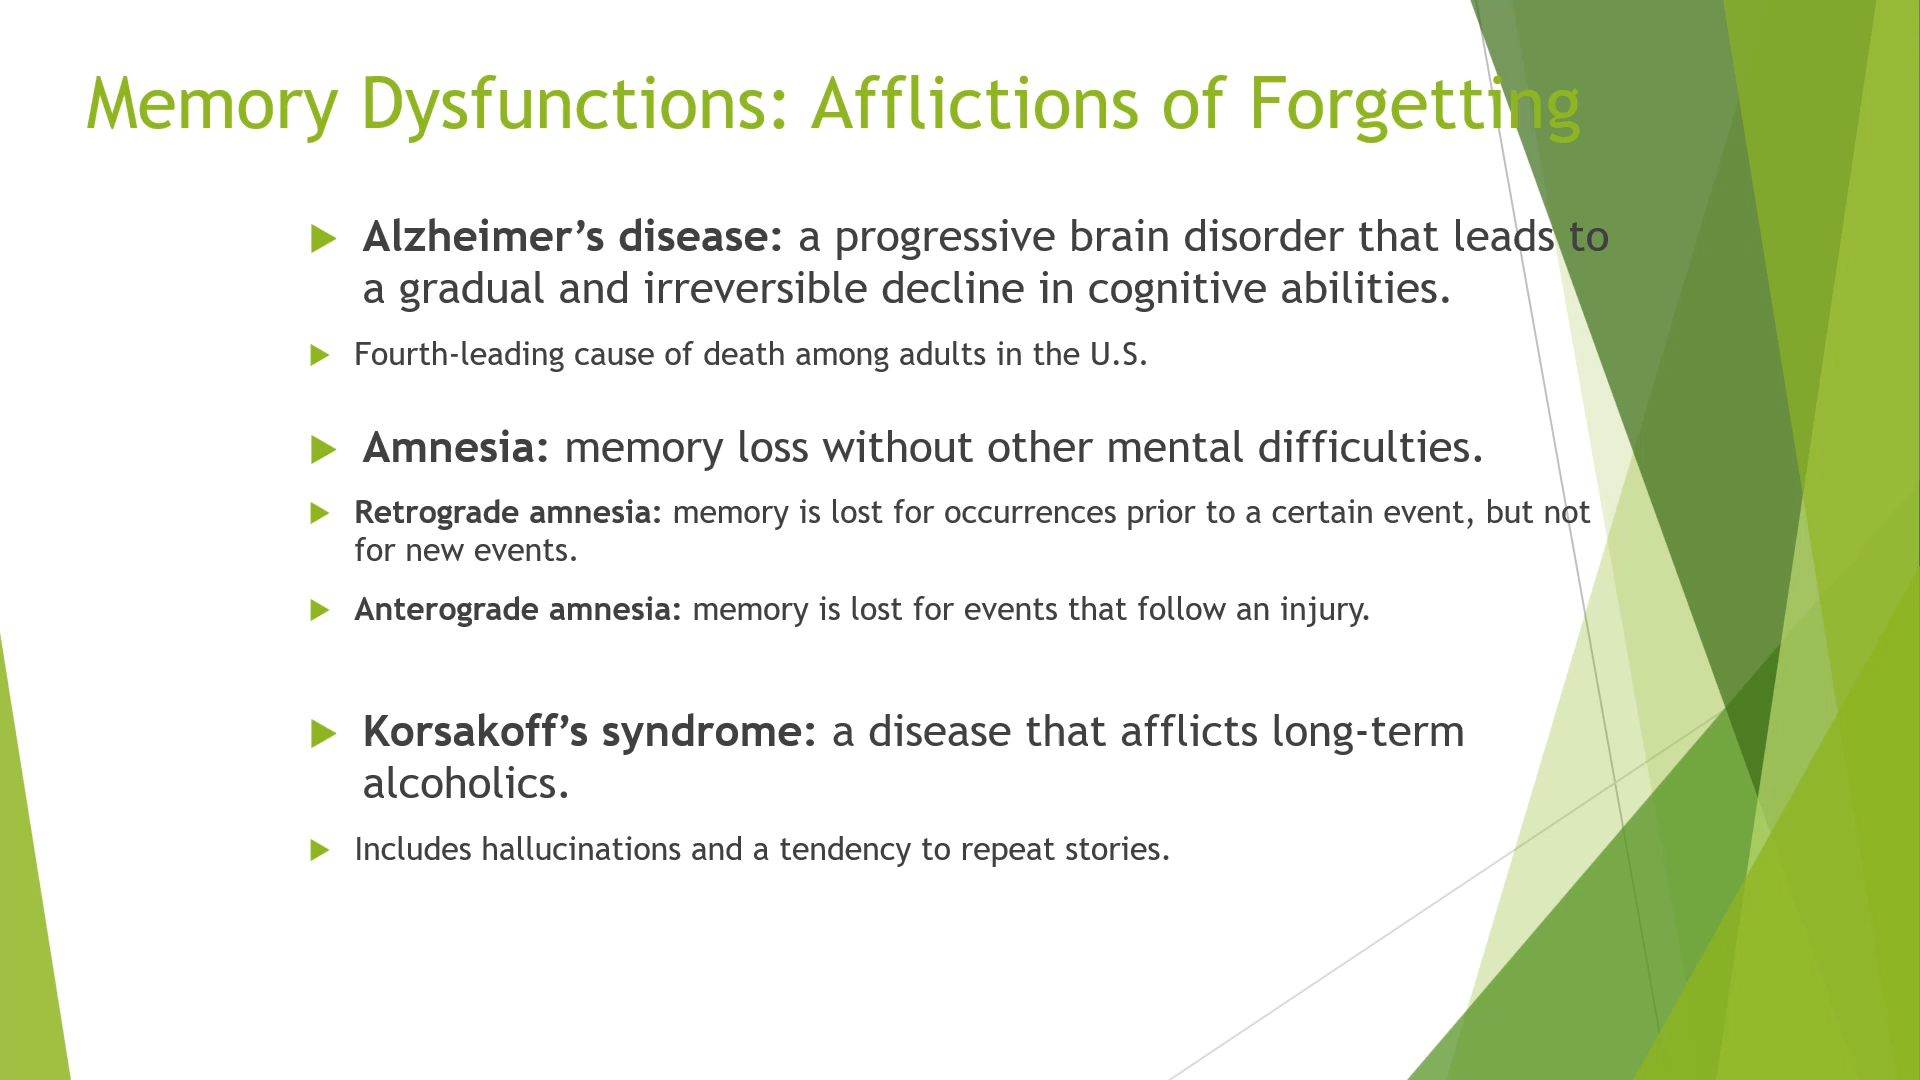 Memory Dysfunctions: Afflictions of Forgetting
Alzheimer’s disease: a progressive brain disorder that leads to
a gradual and irreversible decline in cognitive abilities.
Fourth-leading cause of death among adults in the U.S.
Amnesia: memory loss without other mental difficulties.
Retrograde amnesia: memory is lost for occurrences prior to a certain event, but not
for new events.
Anterograde amnesia: memory is lost for events that follow an injury.
Korsakoff’s syndrome: a disease that afflicts long-term
alcoholics.
Includes hallucinations and a tendency to repeat stories.